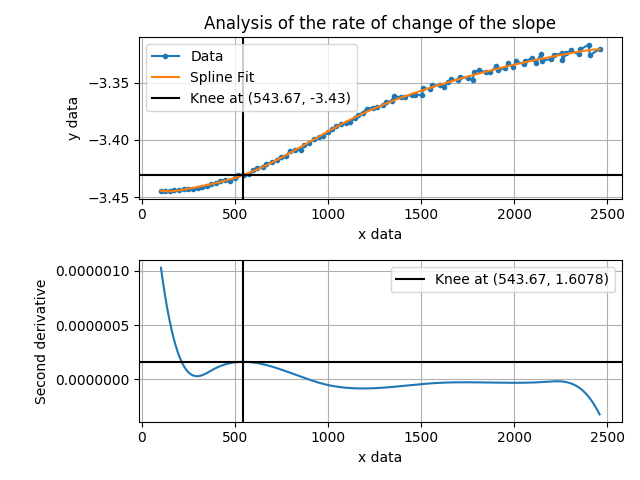 Analysis of the rate of change of the slope
Data
Spline Fit
Knee at (543.67, -3.43)
−3.35
−3.40
−3.45
y data
0 500 1000 1500 2000 2500
x data
Knee at (543.67, 1.6078)
0.0000010
0.0000005
0.0000000
Second derivative
0 500 1000 1500 2000 2500
x data